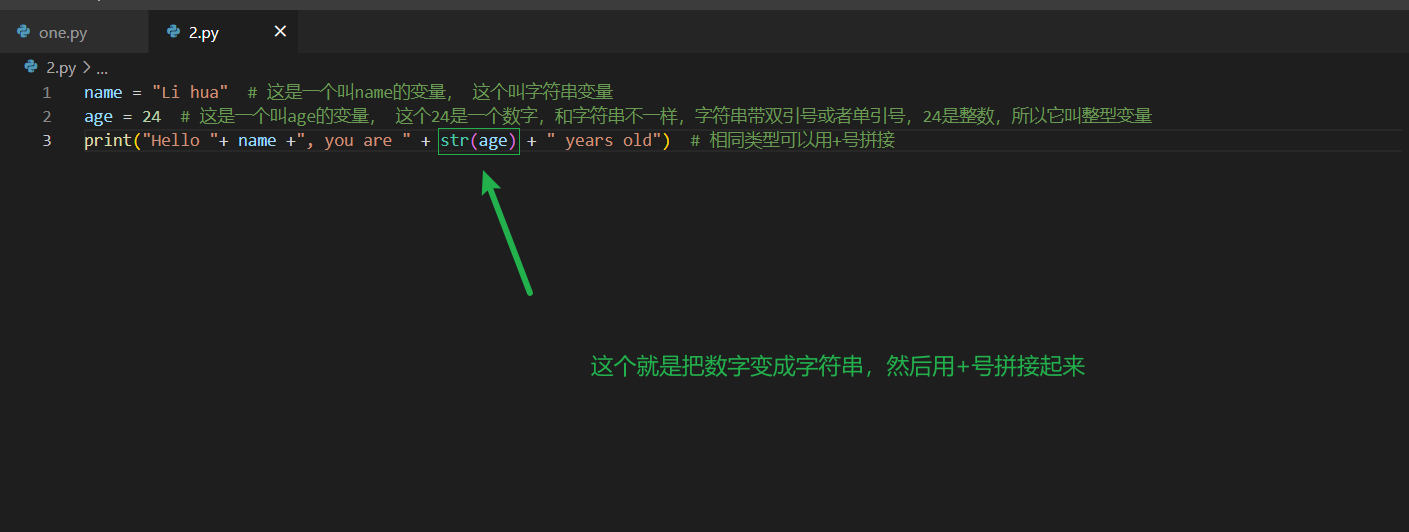 one.py 2.py ×
2.py > ...
1 name = "Li hua"  # 这是一个叫name的变量， 这个叫字符串变量
2 age = 24  # 这是一个叫age的变量， 这个24是一个数字，和字符串不一样，字符串带双引号或者单引号，24是整数，所以它叫整型变量
3 print("Hello "+ name +", you are " + str(age) + " years old")  # 相同类型可以用+号拼接
这个就是把数字变成字符串，然后用+号拼接起来